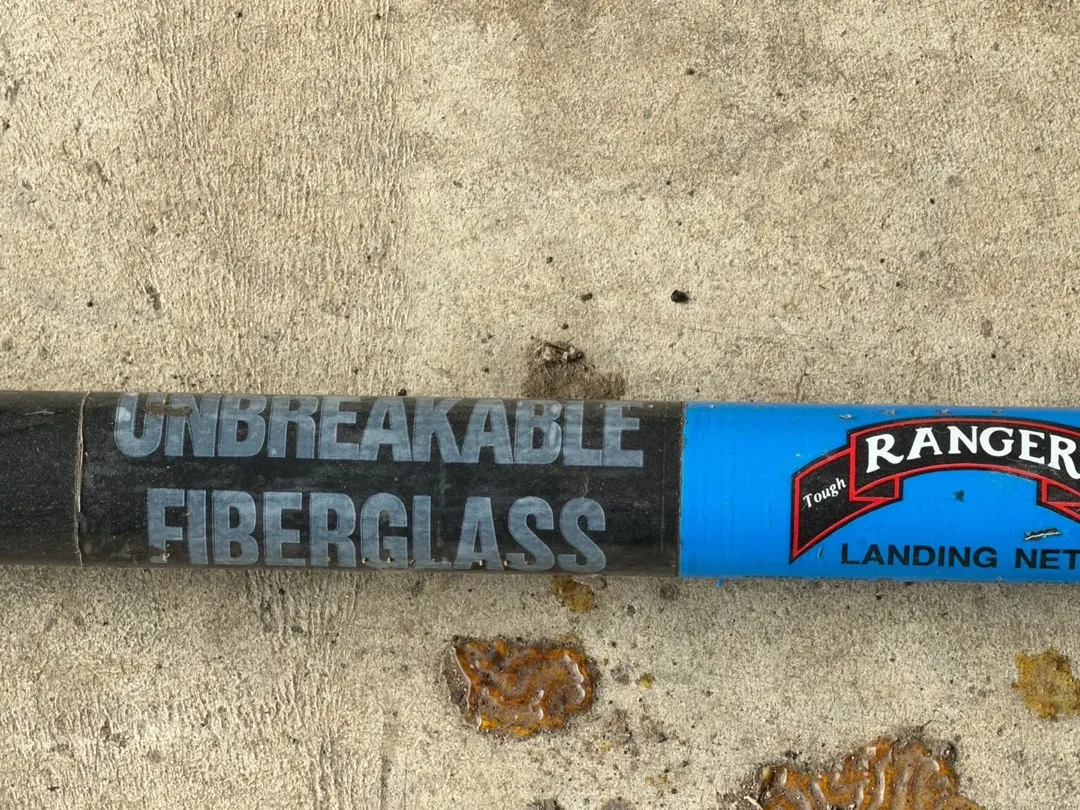 UNBREAKABLE
FIBERGLASS
Tough
RANGER
LANDING NET